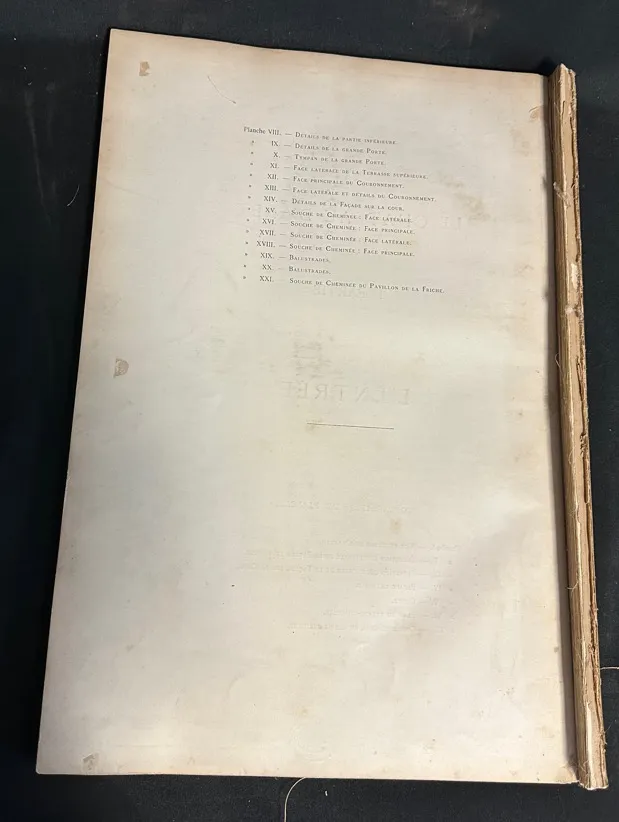 Planche VIII. — Détails de la partie inférieure.
" IX. — Détails de la grande Porte.
" X. — Tympan de la grande Porte.
" XI. — Face latérale de la Terrasse supérieure.
" XII. — Face principale du Couronnement.
" XIII. — Face latérale et détails du Couronnement.
" XIV. — Détails de la Façade sur la cour.
" XV. — Souche de Cheminée : Face latérale.
" XVI. — Souche de Cheminée : Face principale.
" XVII. — Souche de Cheminée : Face latérale.
" XVIII. — Souche de Cheminée : Face principale.
" XIX. — Balustrades.
" XX. — Balustrades.
" XXI. — Souche de Cheminée du Pavillon de la Friche.
L'ENTRÉE